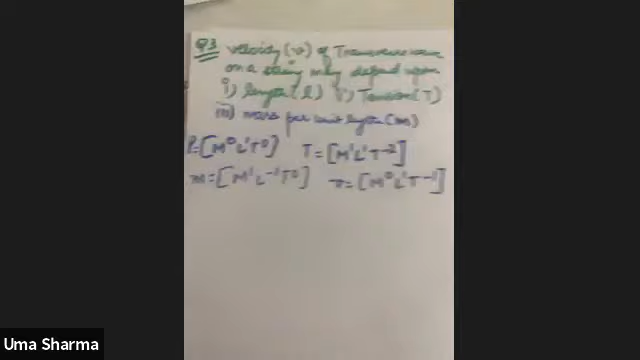 Q3 velocity (v) of Transverse wave
on a string may depend upon
i) length (l) ii) Tension (T)
iii) mass per unit length (m)
l=[M⁰L¹T⁰] T=[M¹L¹T⁻²]
m=[M¹L⁻¹T⁰] v=[M⁰L¹T⁻¹]
Uma Sharma